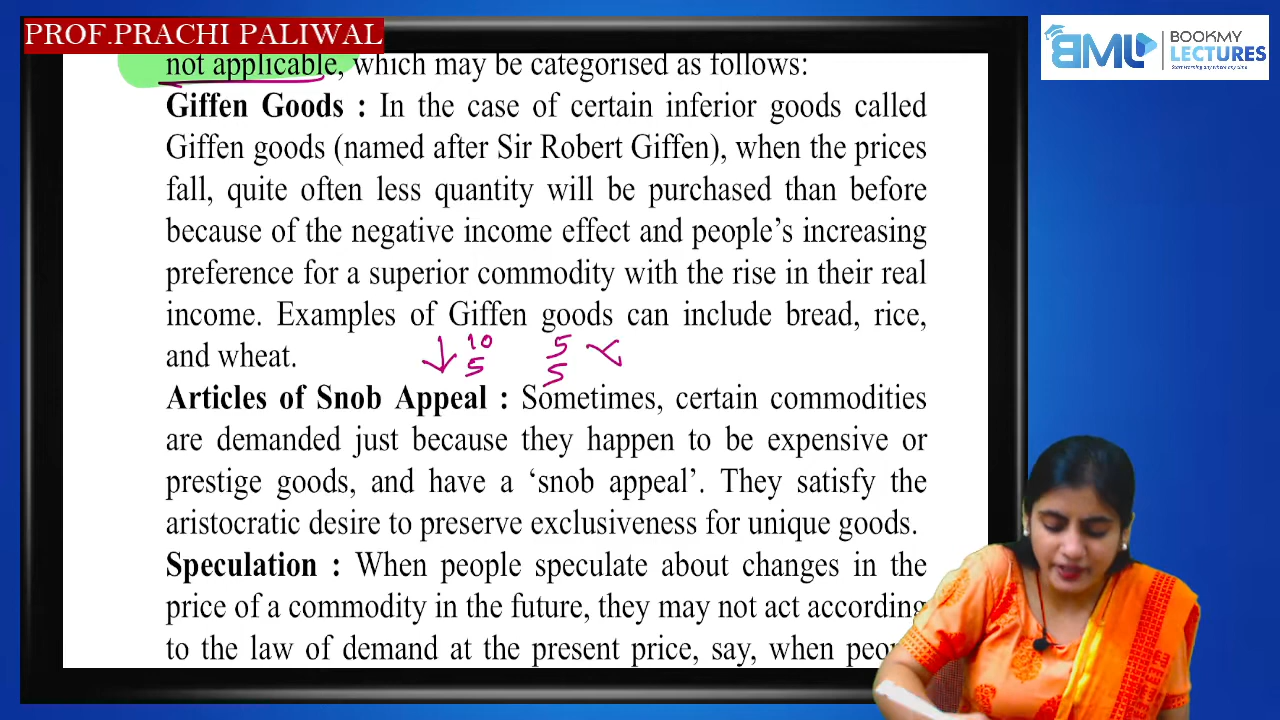 PROF.PRACHI PALIWAL
BML BOOKMY
LECTURES
Start learning any where any time
not applicable, which may be categorised as follows:
Giffen Goods : In the case of certain inferior goods called
Giffen goods (named after Sir Robert Giffen), when the prices
fall, quite often less quantity will be purchased than before
because of the negative income effect and people’s increasing
preference for a superior commodity with the rise in their real
income. Examples of Giffen goods can include bread, rice,
and wheat.
10 5
5 5
Articles of Snob Appeal : Sometimes, certain commodities
are demanded just because they happen to be expensive or
prestige goods, and have a ‘snob appeal’. They satisfy the
aristocratic desire to preserve exclusiveness for unique goods.
Speculation : When people speculate about changes in the
price of a commodity in the future, they may not act according
to the law of demand at the present price, say, when